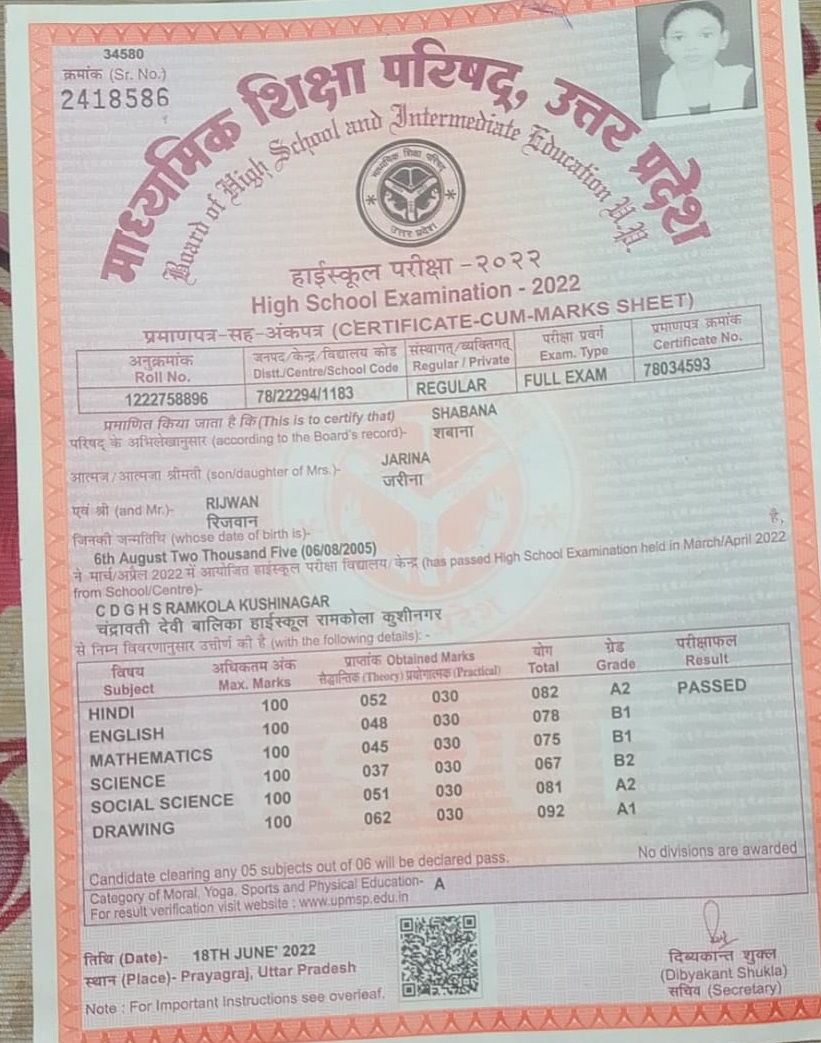 34580
क्रमांक (Sr. No.)
2418586
माध्यमिक शिक्षा परिषद्, उत्तर प्रदेश
Board of High School and Intermediate Education U.P.
माध्यमिक शिक्षा परिषद
उत्तर प्रदेश
हाईस्कूल परीक्षा -२०२२
High School Examination - 2022
प्रमाणपत्र-सह-अंकपत्र (CERTIFICATE-CUM-MARKS SHEET)
अनुक्रमांक जनपद/केन्द्र/विद्यालय कोड संस्थागत्/व्यक्तिगत् परीक्षा प्रवर्ग प्रमाणपत्र क्रमांक
Roll No. Distt./Centre/School Code Regular / Private Exam. Type Certificate No.
1222758896 78/22294/1183 REGULAR FULL EXAM 78034593
प्रमाणित किया जाता है कि (This is to certify that) SHABANA
परिषद् के अभिलेखानुसार (according to the Board's record)- शबाना
JARINA
आत्मज/आत्मजा श्रीमती (son/daughter of Mrs.)- जरीना
एवं श्री (and Mr.)- RIJWAN
रिजवान
जिनकी जन्मतिथि (whose date of birth is)- है,
6th August Two Thousand Five (06/08/2005)
ने मार्च/अप्रैल 2022 में आयोजित हाईस्कूल परीक्षा विद्यालय/केन्द्र (has passed High School Examination held in March/April 2022
from School/Centre)-
C D G H S RAMKOLA KUSHINAGAR
चंद्रावती देवी बालिका हाईस्कूल रामकोला कुशीनगर
से निम्न विवरणानुसार उत्तीर्ण की है (with the following details): -
विषय अधिकतम अंक प्राप्तांक Obtained Marks योग ग्रेड परीक्षाफल
Subject Max. Marks सैद्धान्तिक (Theory) प्रयोगात्मक (Practical) Total Grade Result
HINDI 100 052 030 082 A2 PASSED
ENGLISH 100 048 030 078 B1
MATHEMATICS 100 045 030 075 B1
SCIENCE 100 037 030 067 B2
SOCIAL SCIENCE 100 051 030 081 A2
DRAWING 100 062 030 092 A1
Candidate clearing any 05 subjects out of 06 will be declared pass. No divisions are awarded
Category of Moral, Yoga, Sports and Physical Education- A
For result verification visit website : www.upmsp.edu.in
तिथि (Date)- 18TH JUNE' 2022
स्थान (Place)- Prayagraj, Uttar Pradesh
Note : For Important Instructions see overleaf.
दिब्यकान्त शुक्ल
(Dibyakant Shukla)
सचिव (Secretary)